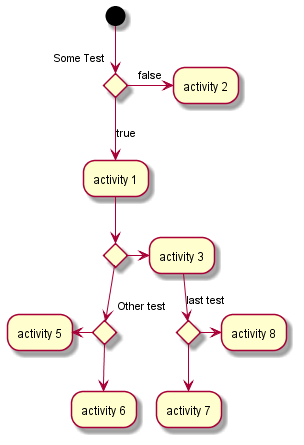 Some Test
false
activity 2
true
activity 1
activity 3
Other test
last test
activity 5
activity 8
activity 6
activity 7